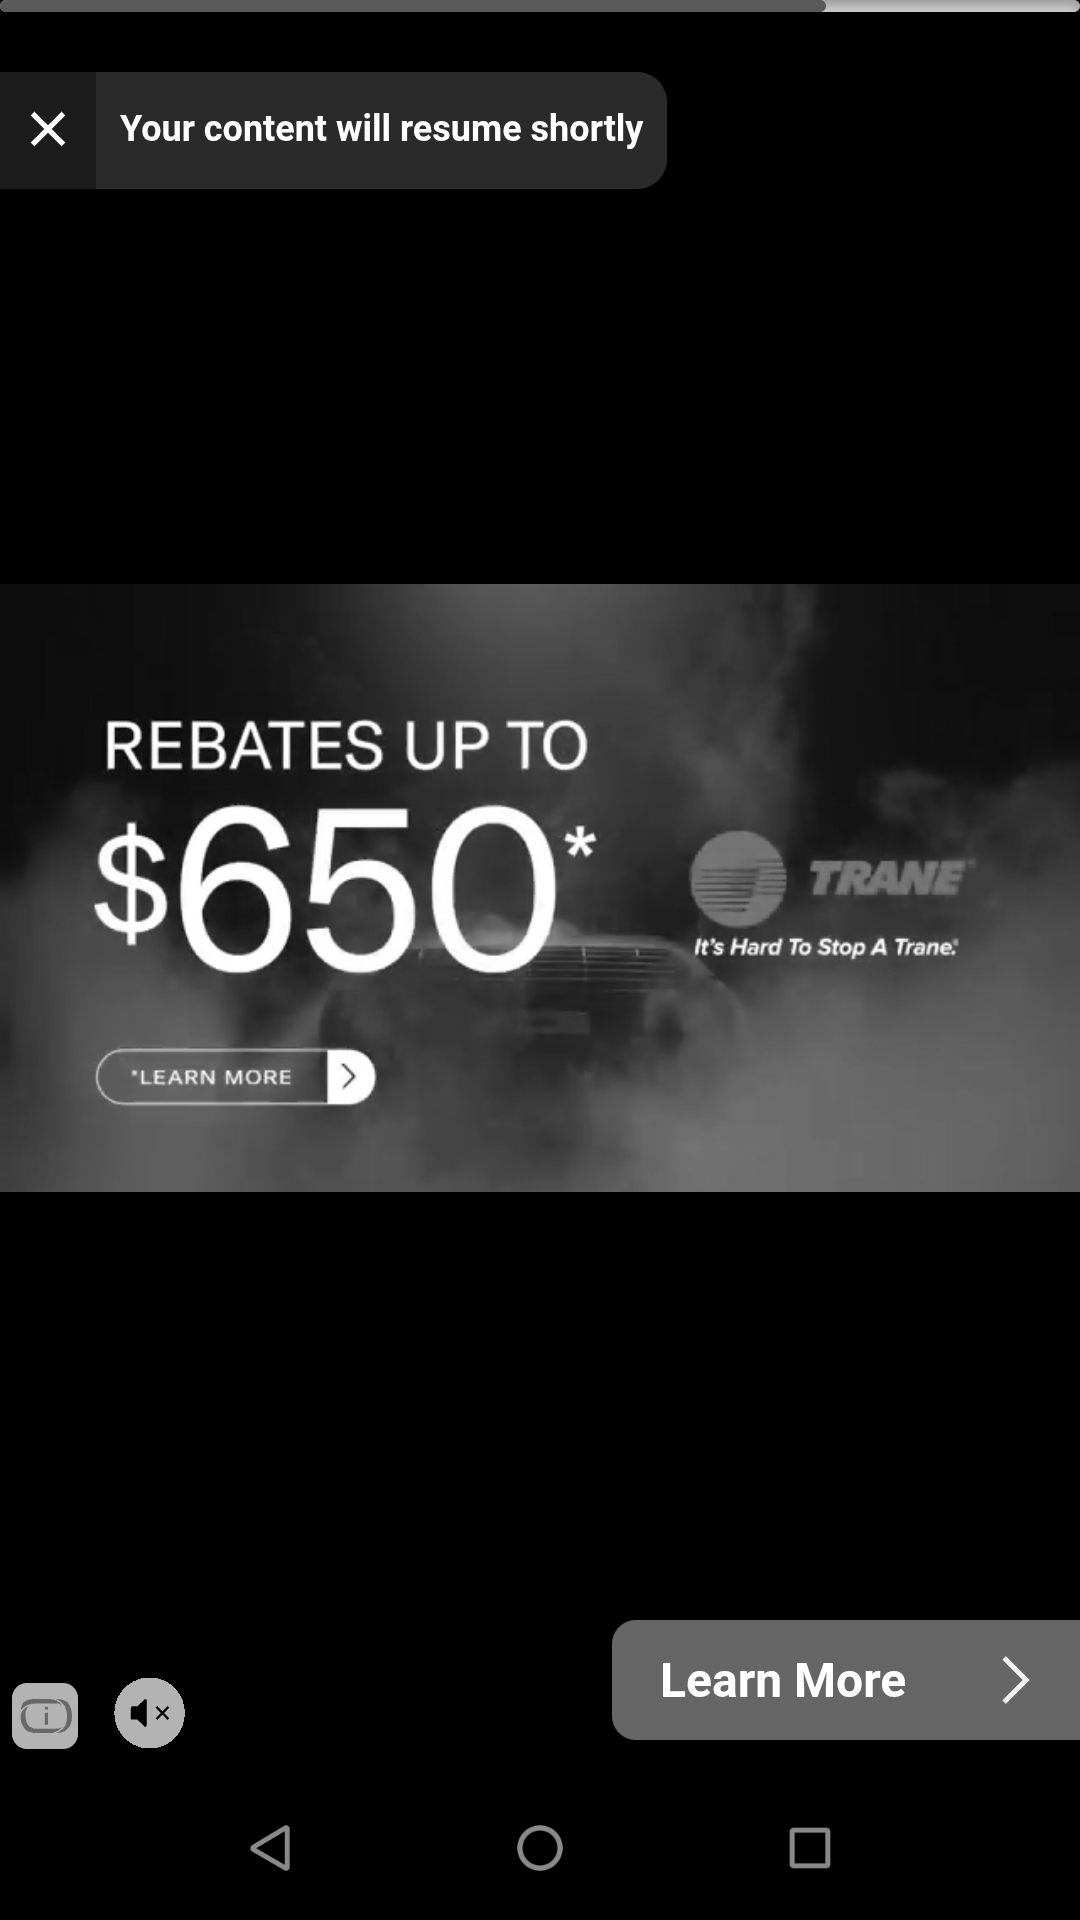 Your content will resume shortly
REBATES UP TO
$650*
TRANE®
It's Hard To Stop A Trane.®
*LEARN MORE
Learn More